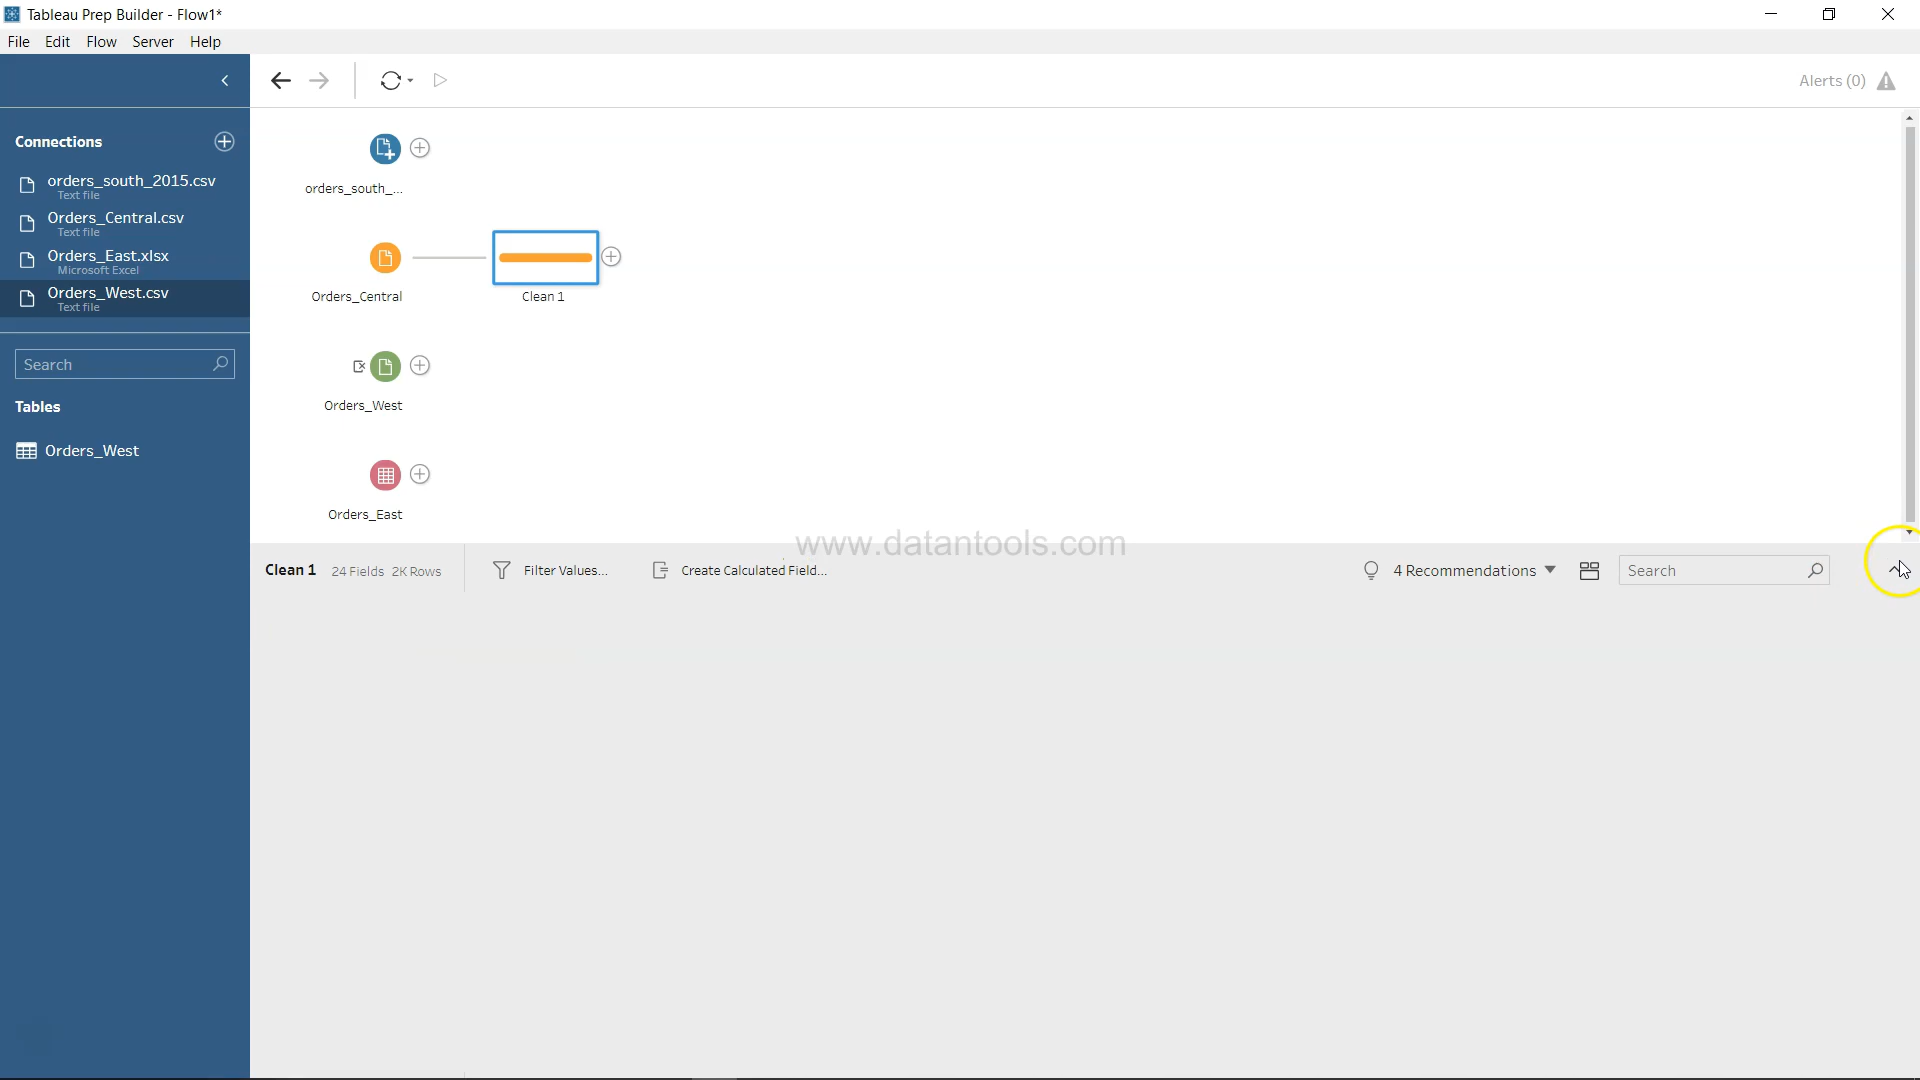 Tableau Prep Builder - Flow1*
File Edit Flow Server Help
Alerts (0)
Connections
orders_south_2015.csv
Text file
Orders_Central.csv
Text file
Orders_East.xlsx
Microsoft Excel
Orders_West.csv
Text file
Search
Tables
Orders_West
orders_south_...
Orders_Central
Clean 1
Orders_West
Orders_East
www.datantools.com
Clean 1 24 Fields 2K Rows Filter Values... Create Calculated Field... 4 Recommendations Search